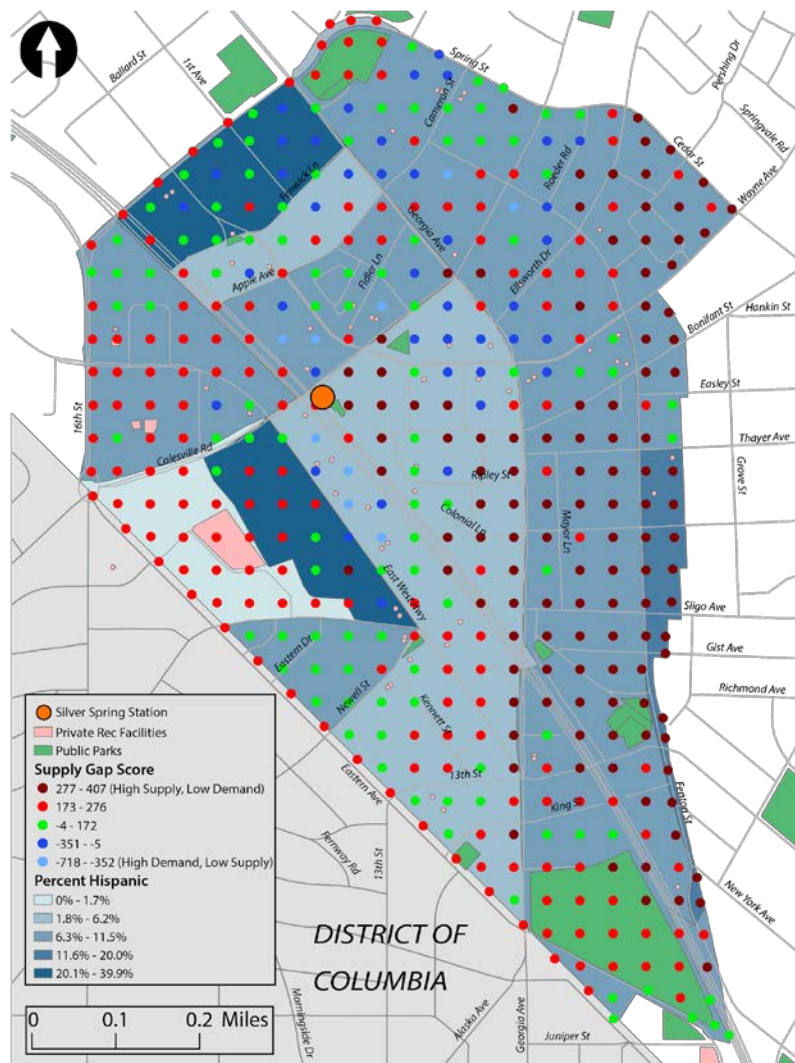 Ballard St
1st Ave
Spring St
Cameron St
Pershing Dr
Springvale Rd
Cedar St
Wayne Ave
Roeder Rd
Fenwick Ln
Georgia Ave
Ellsworth Dr
Apple Ave
Fidler Ln
Bonifant St
Hankin St
Easley St
16th St
Colesville Rd
Thayer Ave
Grove St
Ripley St
Colonial Ln
Mayor Ln
East West Hwy
Sligo Ave
Gist Ave
Eastern Dr
Newell St
Richmond Ave
Kennett St
Silver Spring Station
Private Rec Facilities
Public Parks
Supply Gap Score
277 - 407 (High Supply, Low Demand)
173 - 276
-4 - 172
-351 - -5
-718 - -352 (High Demand, Low Supply)
Percent Hispanic
0% - 1.7%
1.8% - 6.2%
6.3% - 11.5%
11.6% - 20.0%
20.1% - 39.9%
Eastern Ave
13th St
King St
Fenton St
Fernway Rd
13th St
New York Ave
DISTRICT OF
COLUMBIA
Morningside Dr
Alaska Ave
Georgia Ave
Juniper St
0 0.1 0.2 Miles